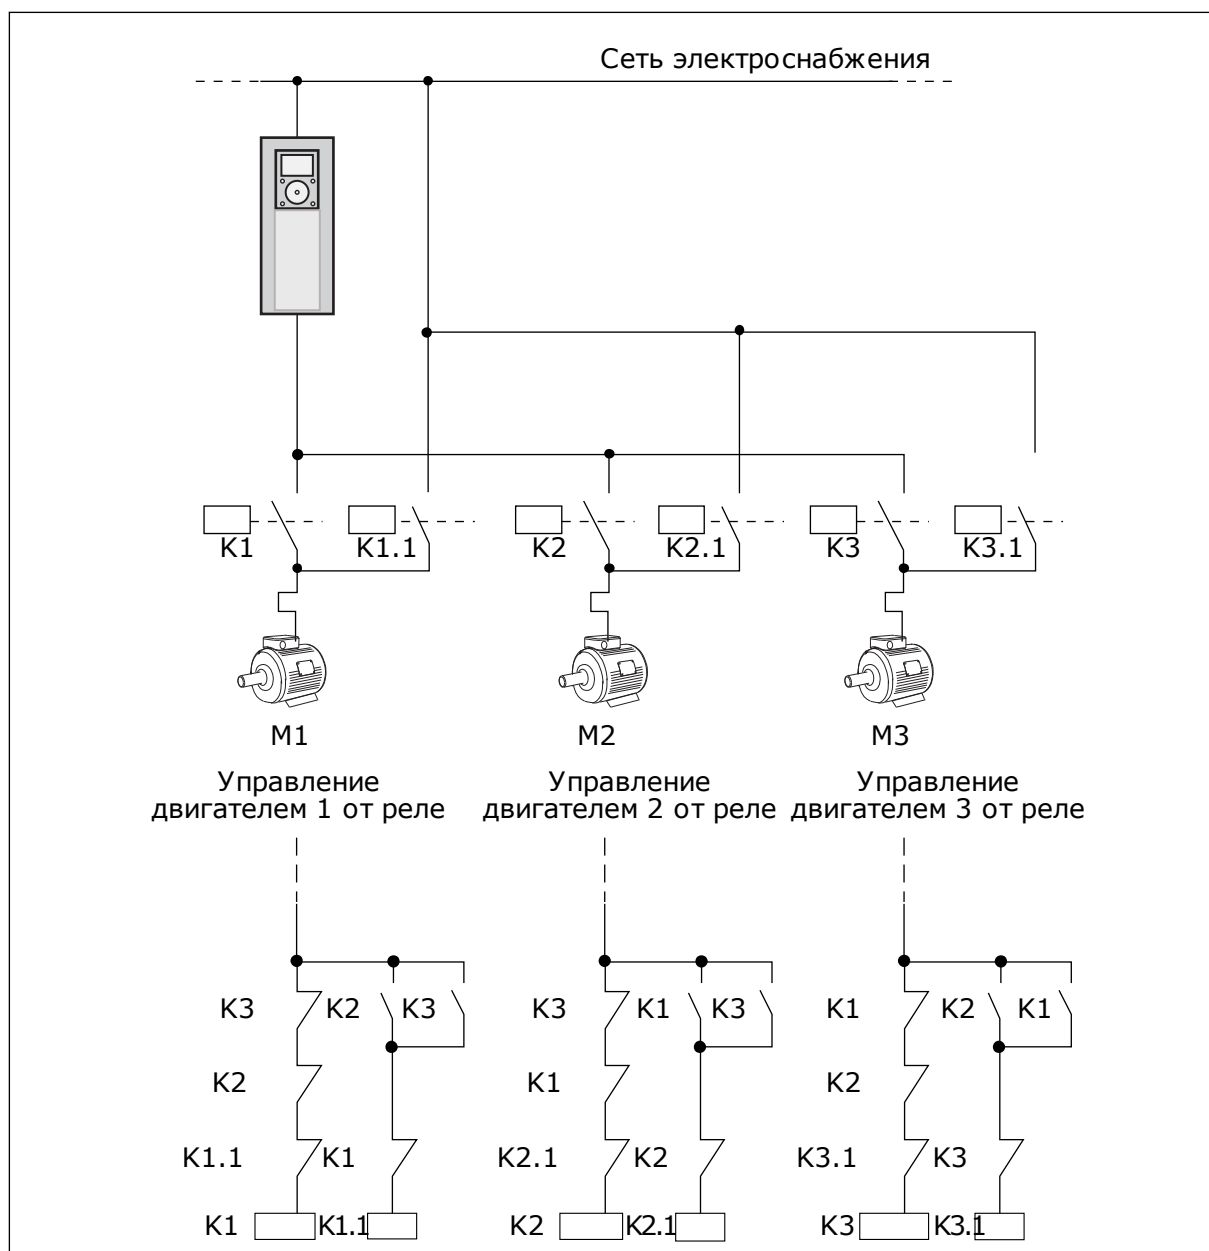 Сеть электроснабжения
K1 K1.1 K2 K2.1 K3 K3.1
M1 M2 M3
Управление Управление Управление
двигателем 1 от реле двигателем 2 от реле двигателем 3 от реле
K3 K2 K3 K3 K1 K3 K1 K2 K1
K2 K1 K2
K1.1 K1 K2.1 K2 K3.1 K3
K1 K1.1 K2 K2.1 K3 K3.1